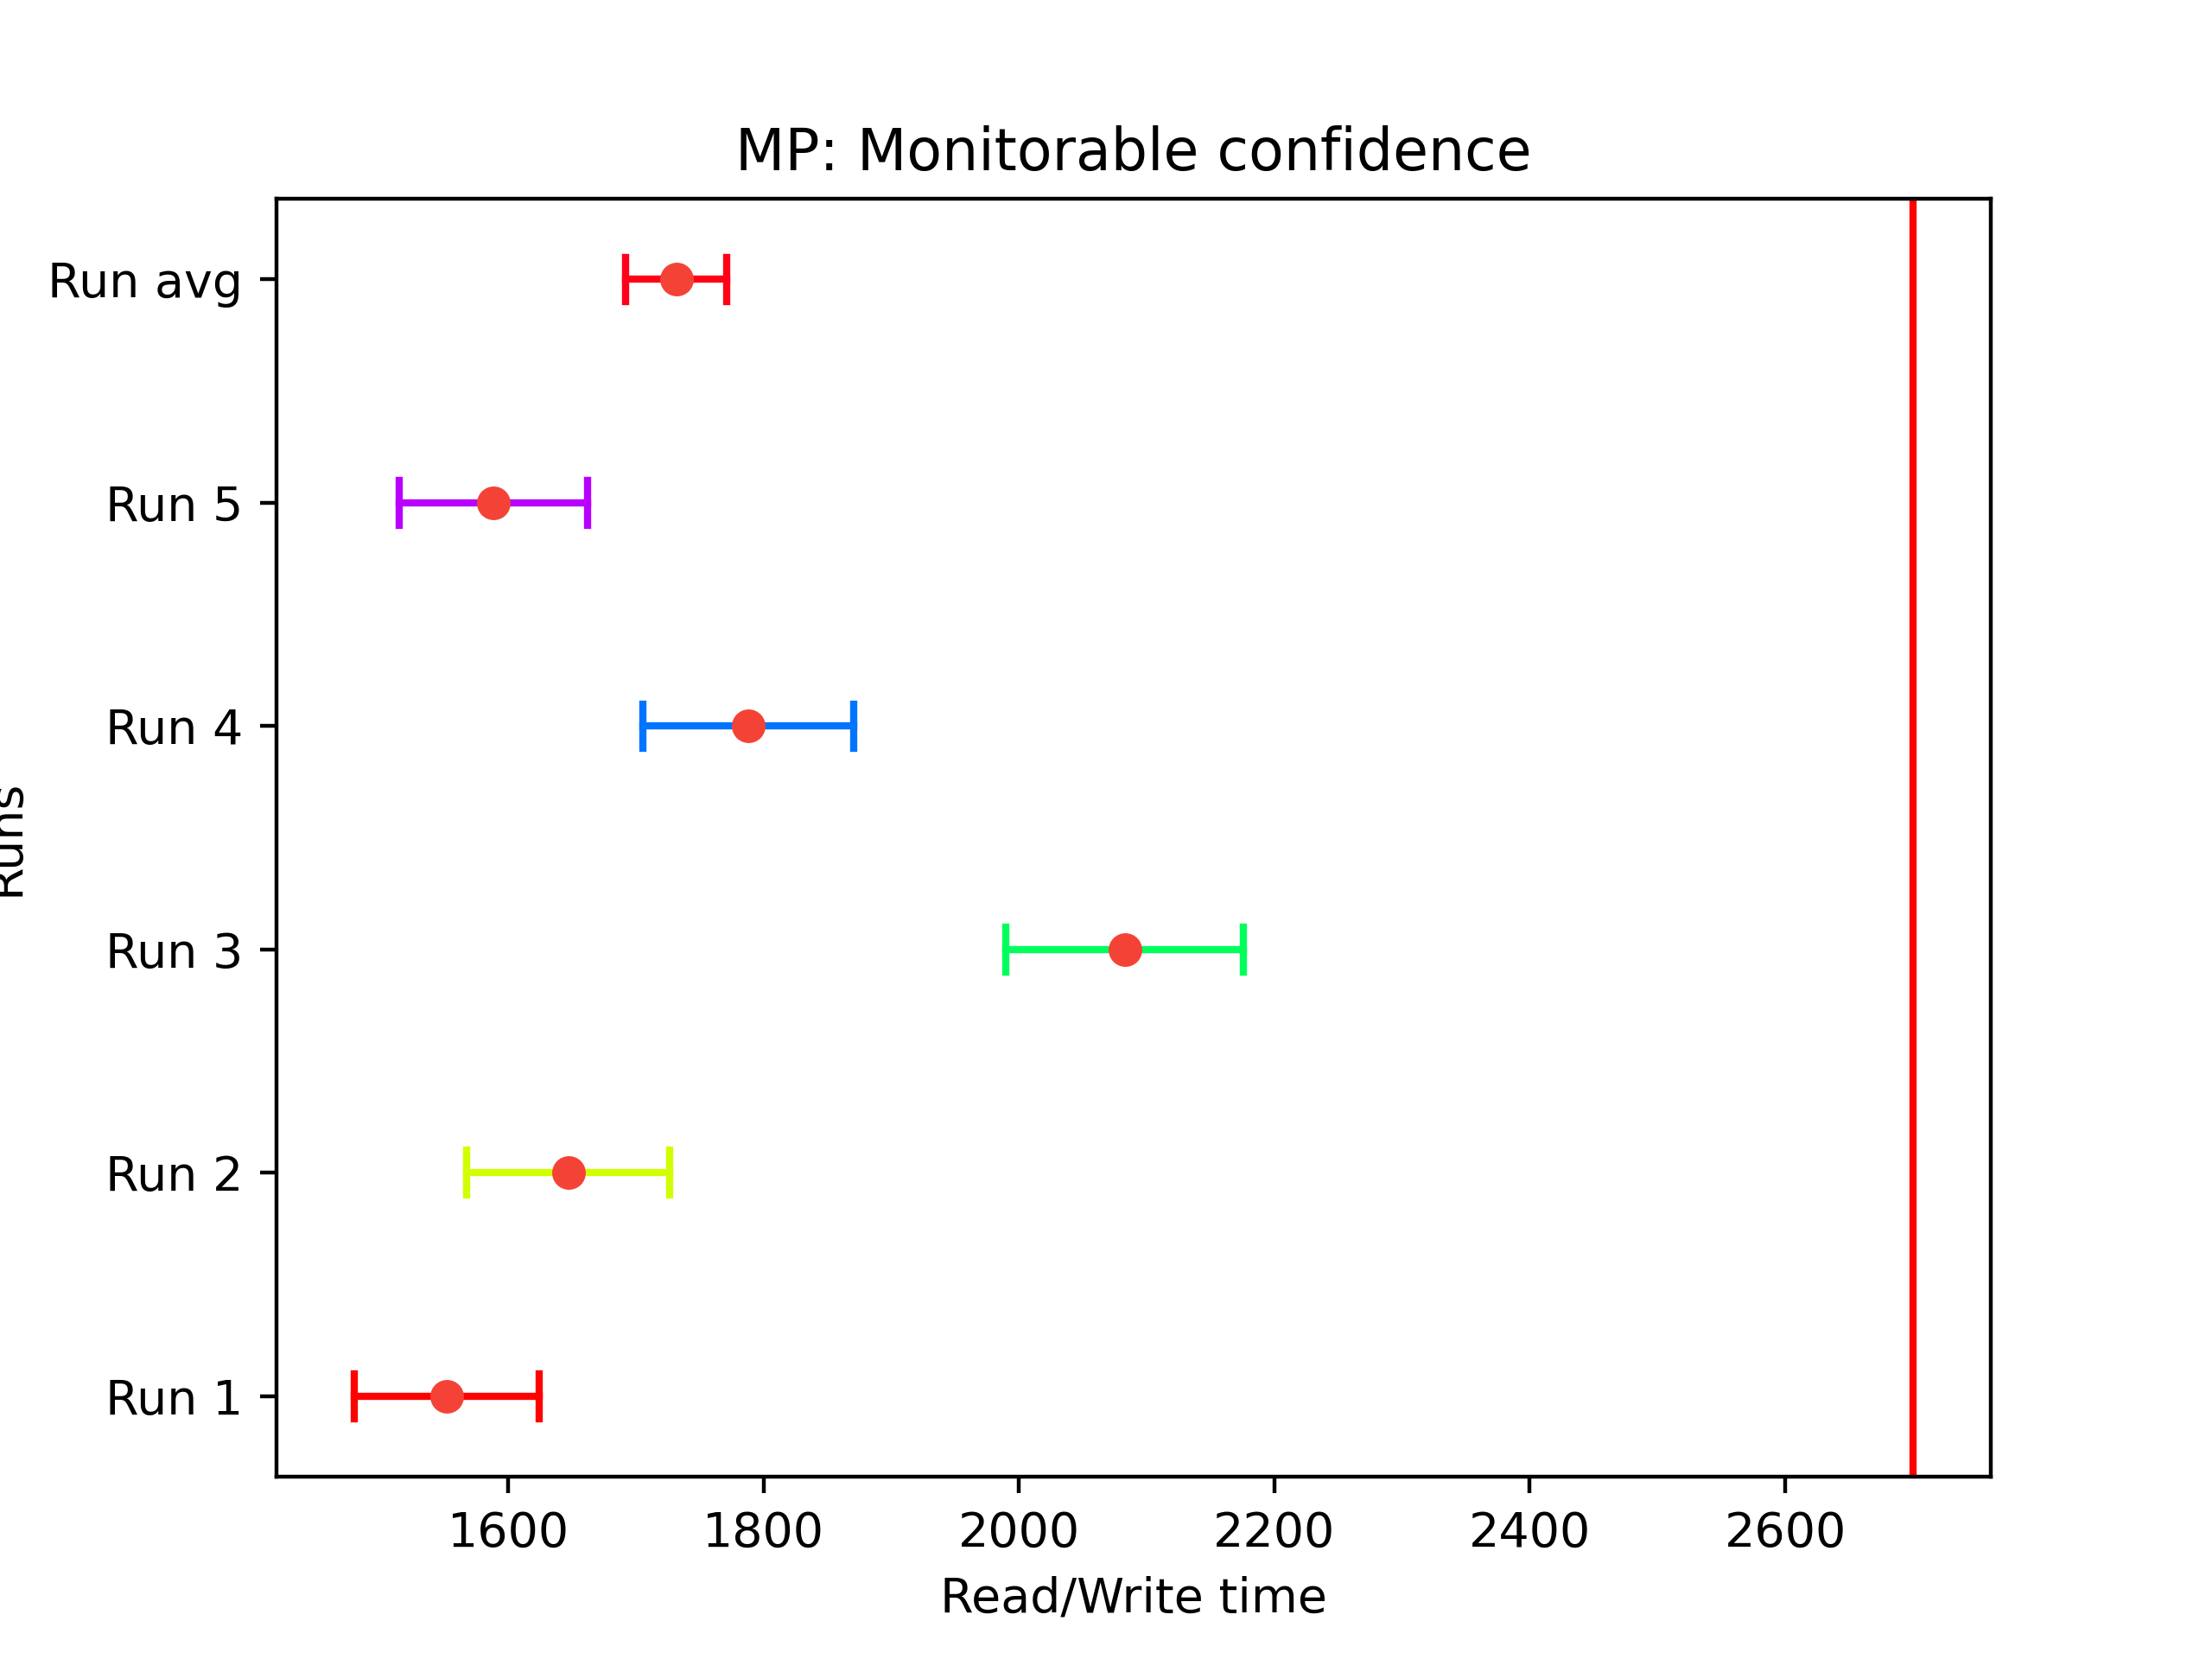 MP: Monitorable confidence
Run avg
Run 5
Run 4
Run 3
Run 2
Run 1
Runs
1600 1800 2000 2200 2400 2600
Read/Write time